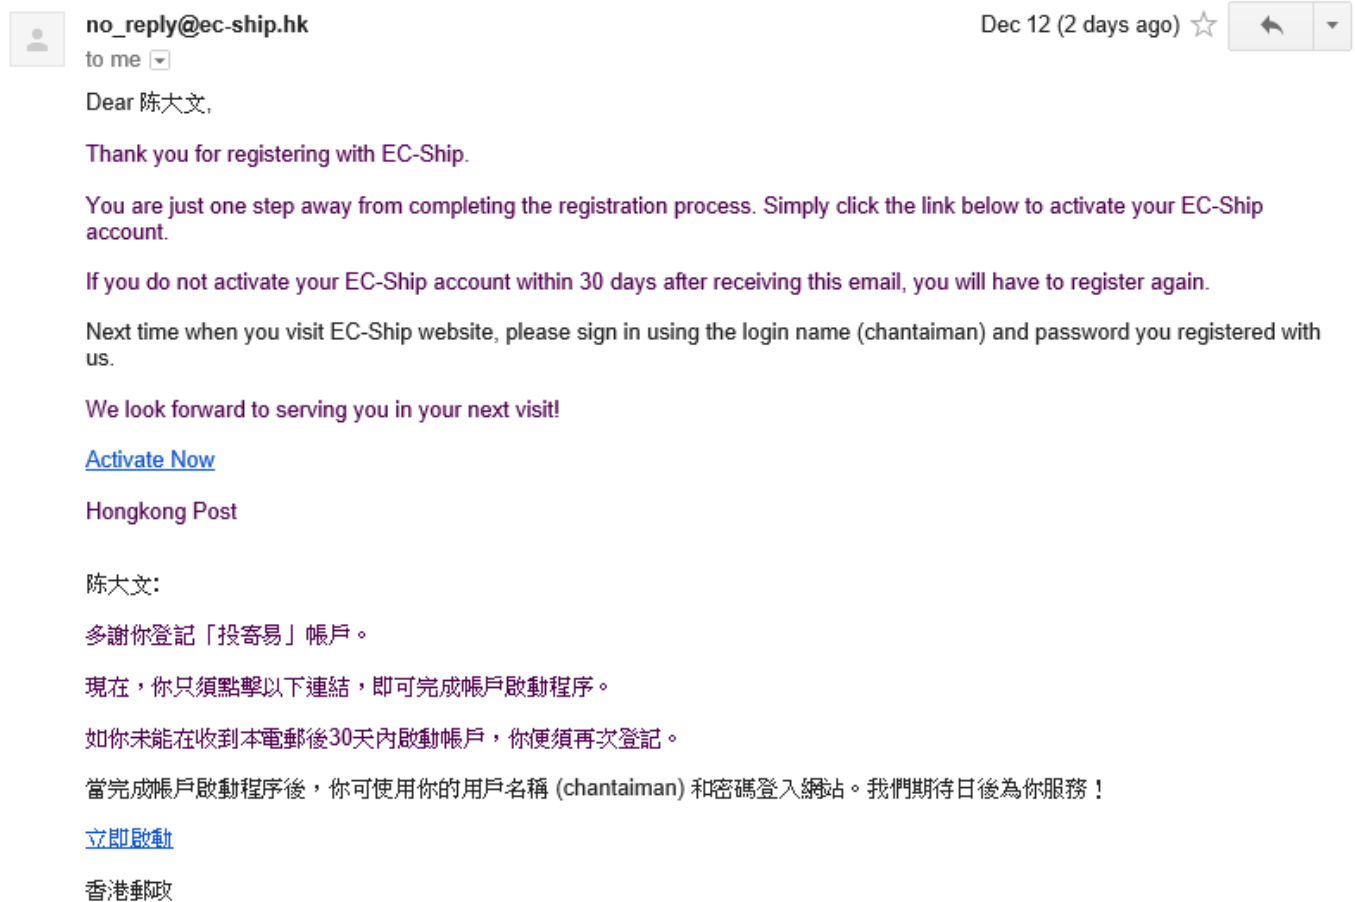 no_reply@ec-ship.hk
Dec 12 (2 days ago)
to me
Dear 陈大文,
Thank you for registering with EC-Ship.
You are just one step away from completing the registration process. Simply click the link below to activate your EC-Ship
account.
If you do not activate your EC-Ship account within 30 days after receiving this email, you will have to register again.
Next time when you visit EC-Ship website, please sign in using the login name (chantaiman) and password you registered with
us.
We look forward to serving you in your next visit!
Activate Now
Hongkong Post
陈大文:
多謝你登記「投寄易」帳戶。
現在，你只須點擊以下連結，即可完成帳戶啟動程序。
如你未能在收到本電郵後30天內啟動帳戶，你便須再次登記。
當完成帳戶啟動程序後，你可使用你的用戶名稱 (chantaiman) 和密碼登入網站。我們期待日後為你服務！
立即啟動
香港郵政